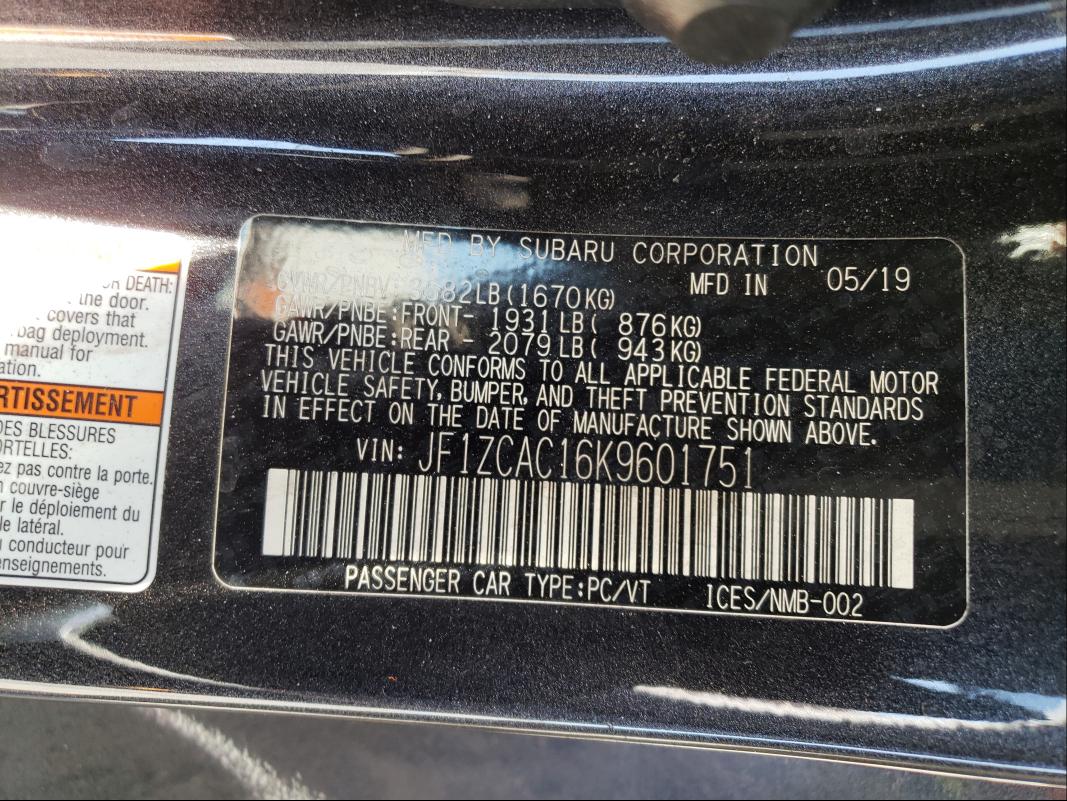 MFD BY SUBARU CORPORATION
MFD IN 05/19
GVWR/PNBV: 3682LB(1670KG)
GAWR/PNBE:FRONT- 1931LB( 876KG)
GAWR/PNBE:REAR - 2079LB( 943KG)
THIS VEHICLE CONFORMS TO ALL APPLICABLE FEDERAL MOTOR
VEHICLE SAFETY, BUMPER, AND THEFT PREVENTION STANDARDS
IN EFFECT ON THE DATE OF MANUFACTURE SHOWN ABOVE.
VIN: JF1ZCAC16K9601751
PASSENGER CAR TYPE:PC/VT ICES/NMB-002
OR DEATH:
the door.
covers that
bag deployment.
manual for
ation.
RTISSEMENT
DES BLESSURES
ORTELLES:
ez pas contre la porte.
n couvre-siège
r le déploiement du
le latéral.
u conducteur pour
enseignements.